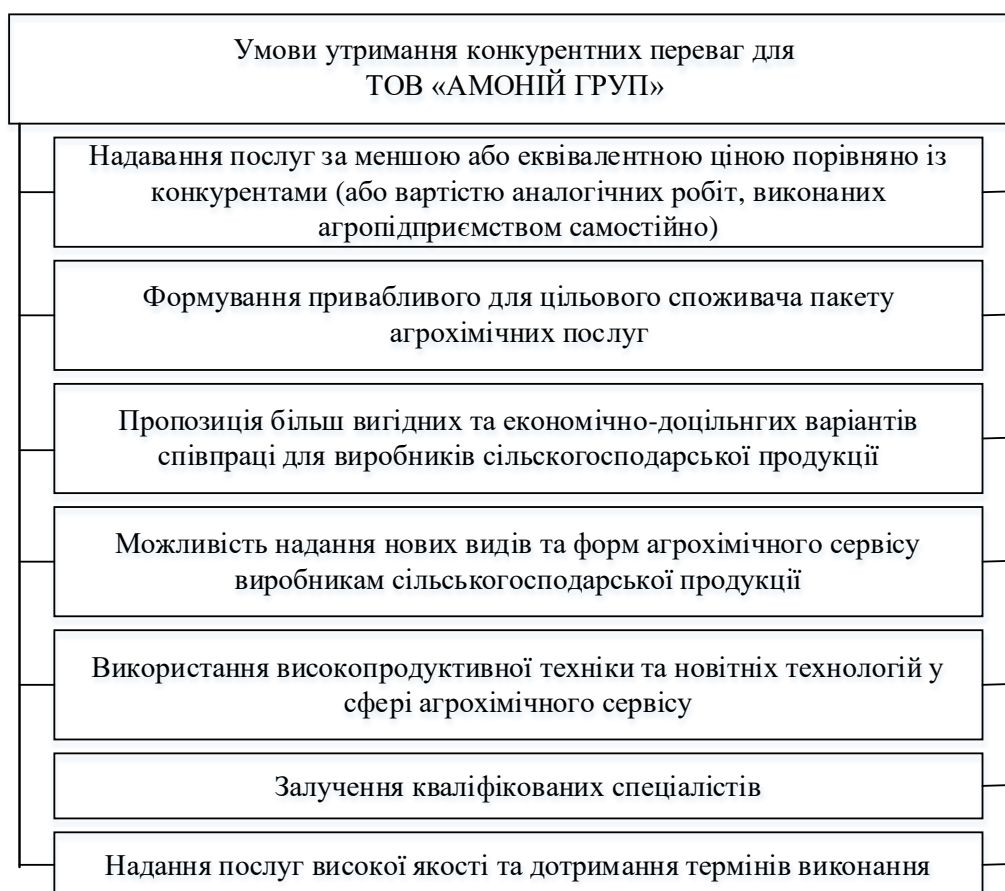 Умови утримання конкурентних переваг для
ТОВ «АМОНІЙ ГРУП»
Надавання послуг за меншою або еквівалентною ціною порівняно із
конкурентами (або вартістю аналогічних робіт, виконаних
агропідприємством самостійно)
Формування привабливого для цільового споживача пакету
агрохімічних послуг
Пропозиція більш вигідних та економічно-доцільнгих варіантів
співпраці для виробників сільскогосподарської продукції
Можливість надання нових видів та форм агрохімічного сервісу
виробникам сільськогосподарської продукції
Використання високопродуктивної техніки та новітніх технологій у
сфері агрохімічного сервісу
Залучення кваліфікованих спеціалістів
Надання послуг високої якості та дотримання термінів виконання